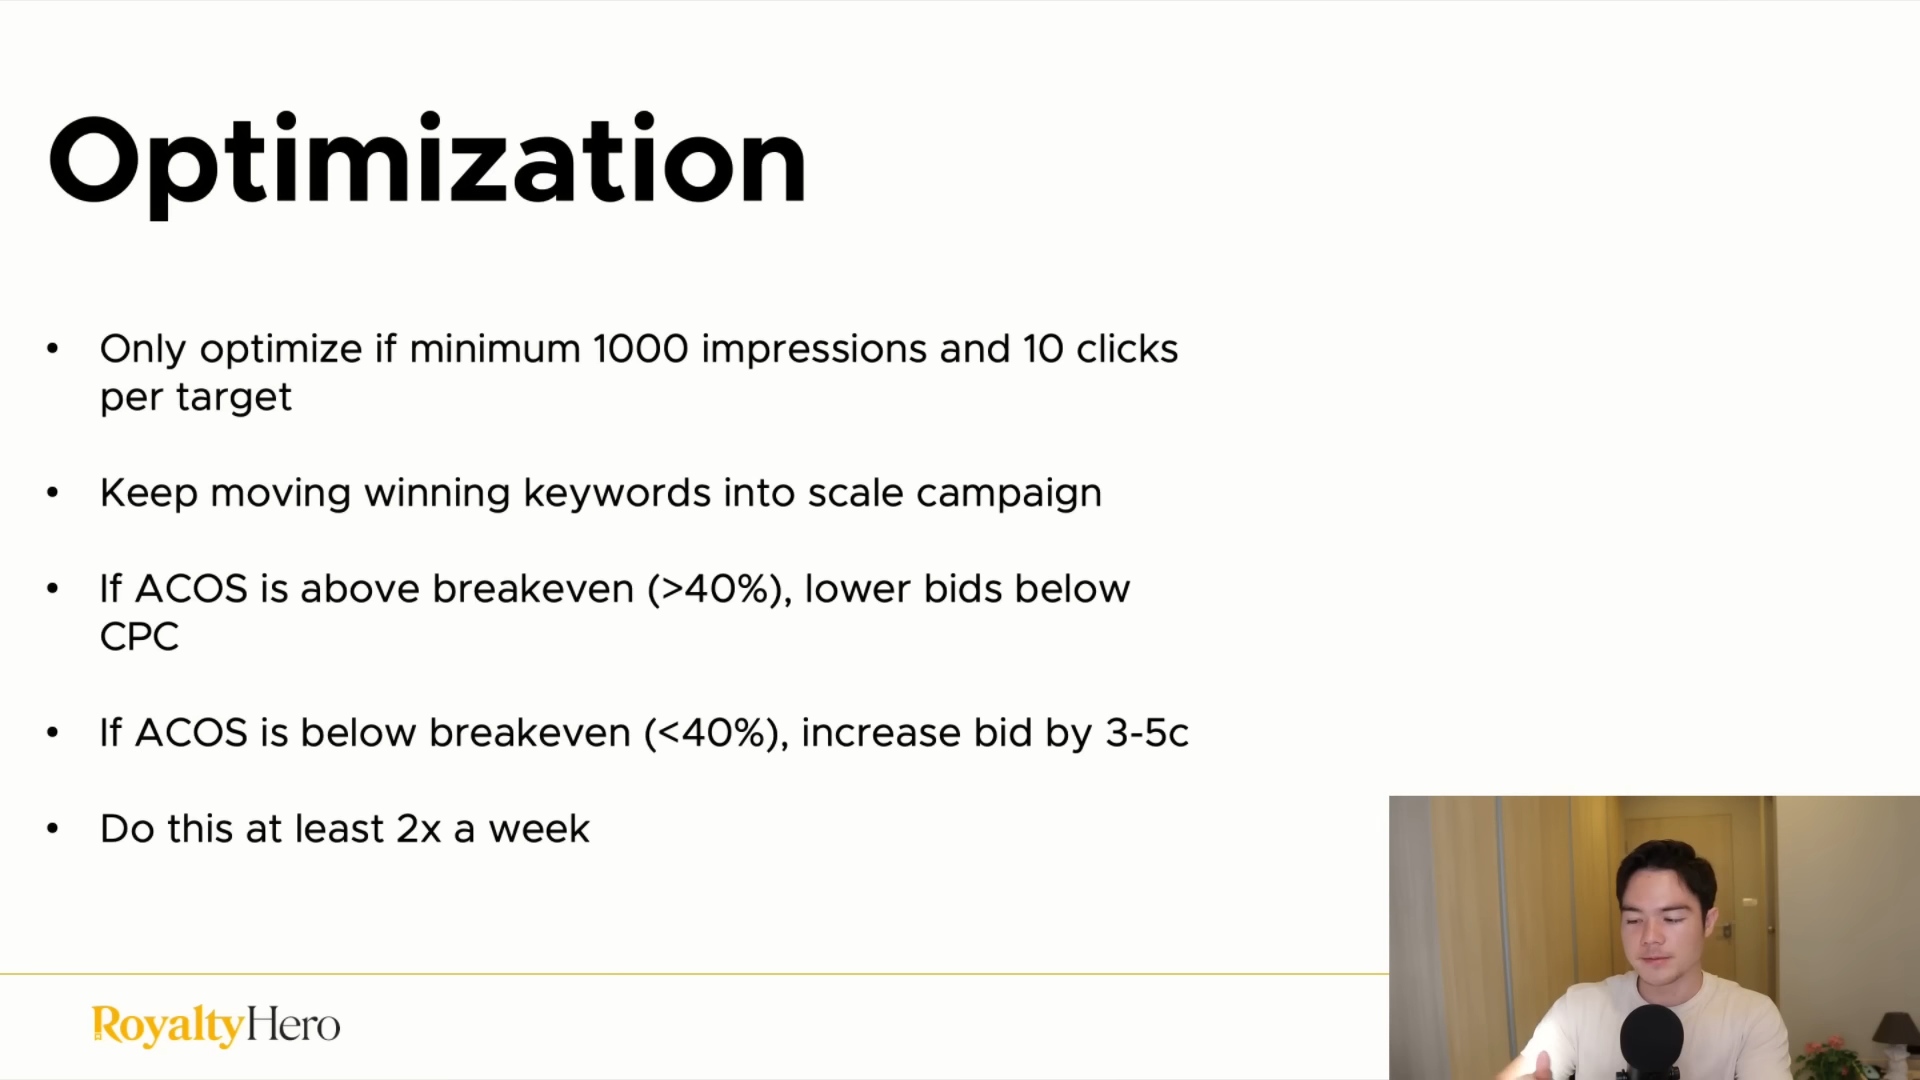 Optimization
• Only optimize if minimum 1000 impressions and 10 clicks
per target
• Keep moving winning keywords into scale campaign
• If ACOS is above breakeven (>40%), lower bids below
CPC
• If ACOS is below breakeven (<40%), increase bid by 3-5c
• Do this at least 2x a week
RoyaltyHero